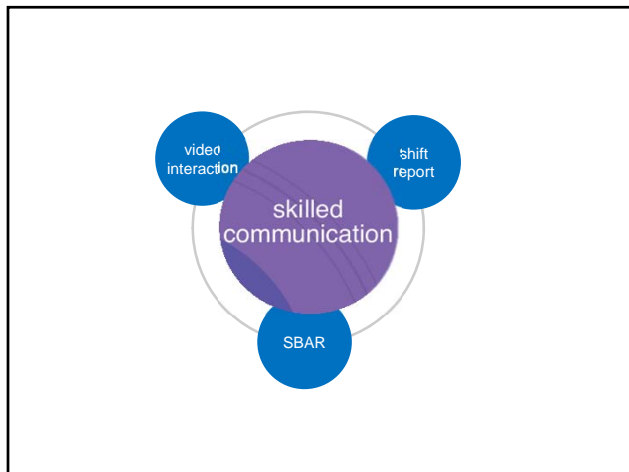 video
interaction
shift
report
skilled
communication
SBAR